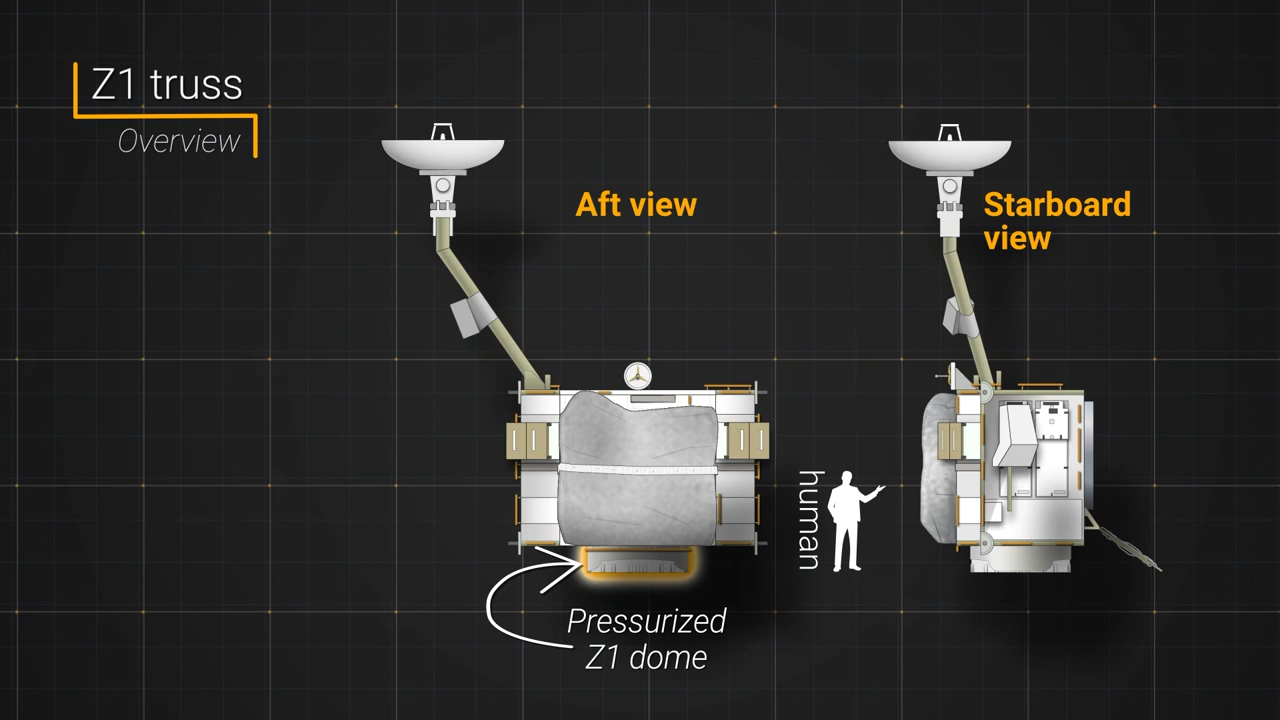 Z1 truss
Overview
Aft view
Starboard
view
human
Pressurized
Z1 dome